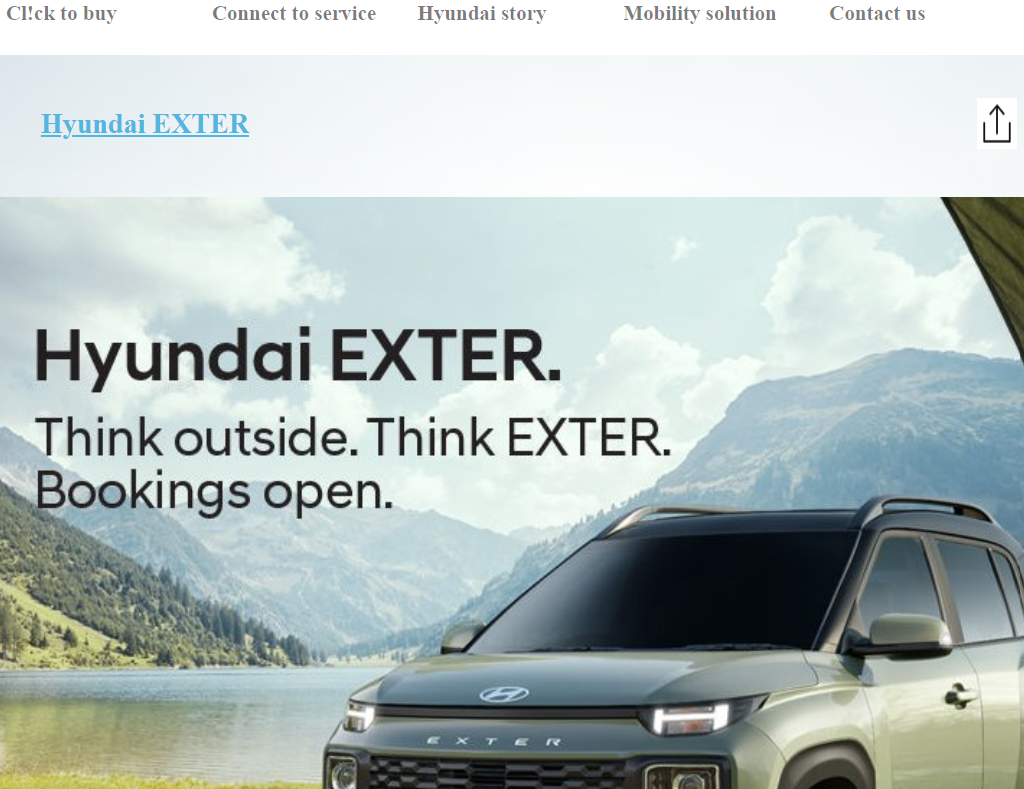 Cl!ck to buy Connect to service Hyundai story Mobility solution Contact us
Hyundai EXTER
Hyundai EXTER.
Think outside. Think EXTER.
Bookings open.
EXTER